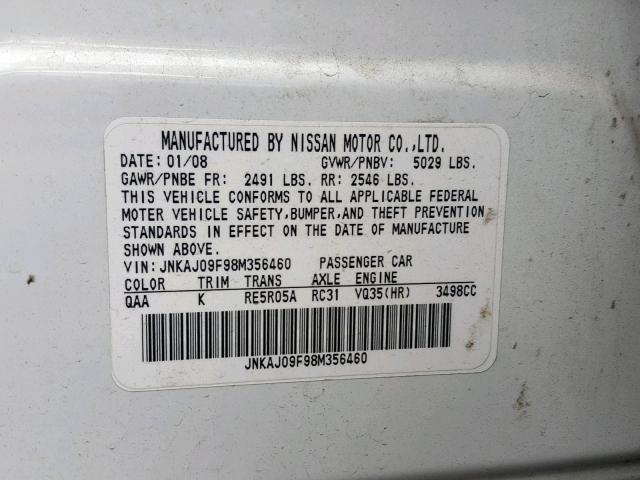 MANUFACTURED BY NISSAN MOTOR CO.,LTD.
DATE: 01/08 GVWR/PNBV: 5029 LBS.
GAWR/PNBE FR: 2491 LBS. RR: 2546 LBS.
THIS VEHICLE CONFORMS TO ALL APPLICABLE FEDERAL
MOTOR VEHICLE SAFETY,BUMPER,AND THEFT PREVENTION
STANDARDS IN EFFECT ON THE DATE OF MANUFACTURE
SHOWN ABOVE.
VIN: JNKAJ09F98M356460 PASSENGER CAR
COLOR TRIM TRANS AXLE ENGINE
QAA K RE5R05A RC31 VQ35(HR) 3498CC
JNKAJ09F98M356460